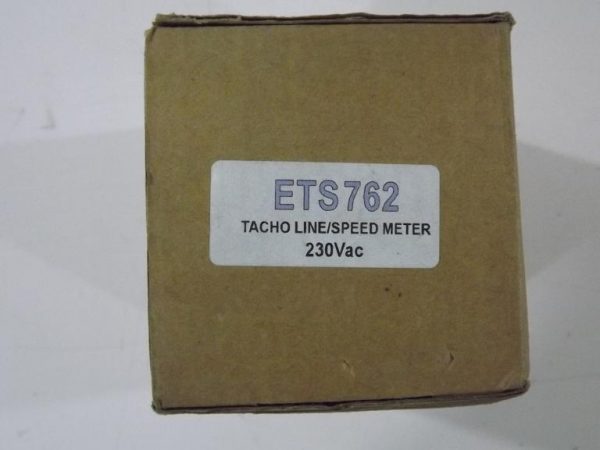 ETS762
TACHO LINE/SPEED METER
230Vac